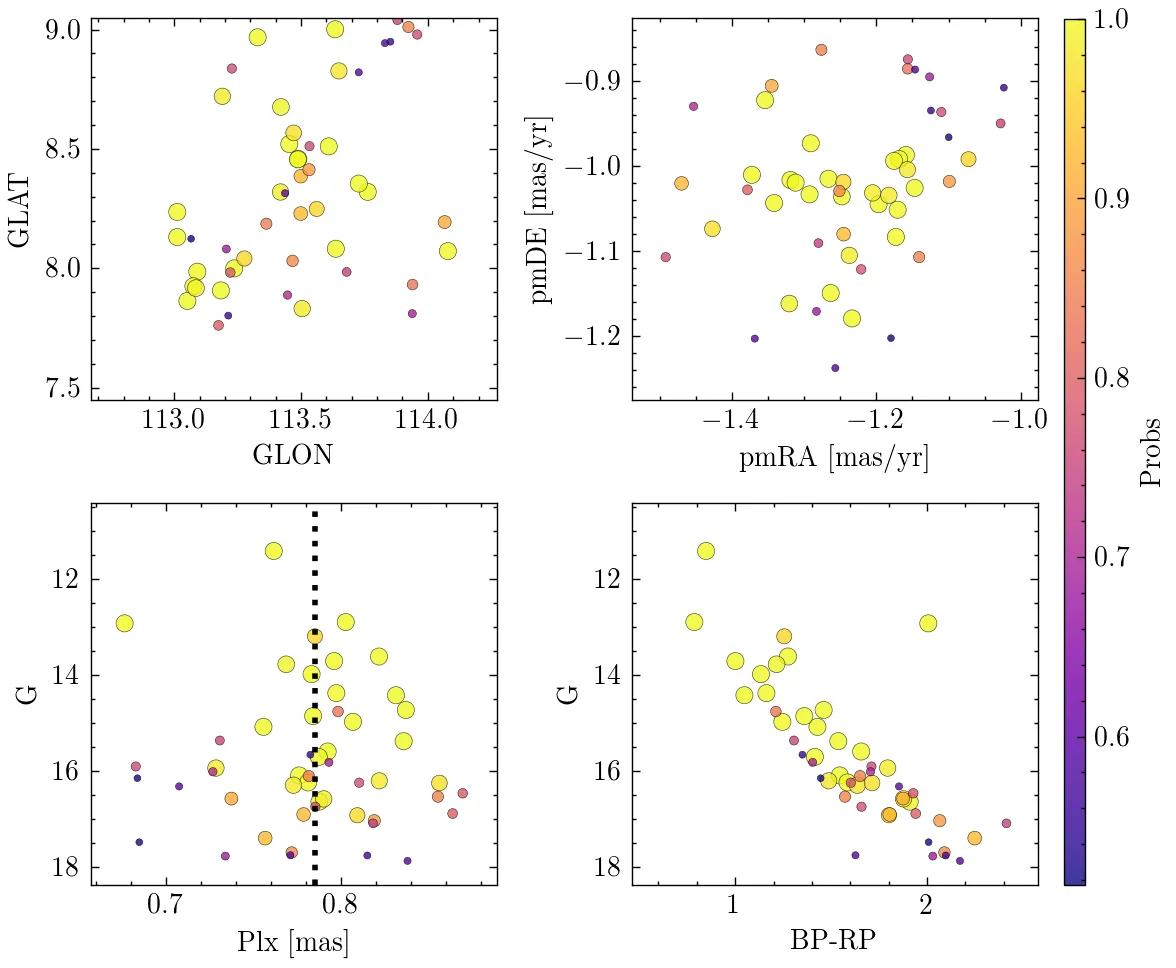 9.0
8.5
8.0
7.5
GLAT
113.0 113.5 114.0
GLON
−0.9
−1.0
−1.1
−1.2
pmDE [mas/yr]
−1.4 −1.2 −1.0
pmRA [mas/yr]
12
14
16
18
G
0.7 0.8
Plx [mas]
12
14
16
18
G
1 2
BP-RP
1.0
0.9
0.8
0.7
0.6
Probs